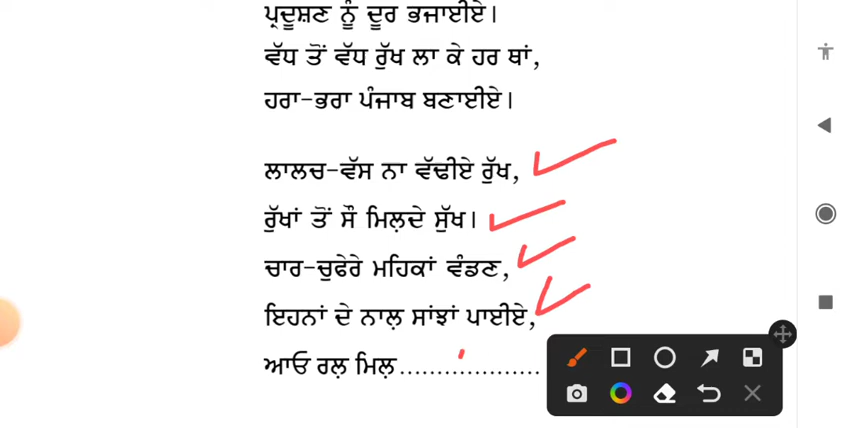 ਪ੍ਰਦੂਸ਼ਣ ਨੂੰ ਦੂਰ ਭਜਾਈਏ।
ਵੱਧ ਤੋਂ ਵੱਧ ਰੁੱਖ ਲਾ ਕੇ ਹਰ ਥਾਂ,
ਹਰਾ-ਭਰਾ ਪੰਜਾਬ ਬਣਾਈਏ।
ਲਾਲਚ-ਵੱਸ ਨਾ ਵੱਢੀਏ ਰੁੱਖ,
ਰੁੱਖਾਂ ਤੋਂ ਸੌ ਮਿਲ਼ਦੇ ਸੁੱਖ।
ਚਾਰ-ਚੁਫੇਰੇ ਮਹਿਕਾਂ ਵੰਡਣ,
ਇਹਨਾਂ ਦੇ ਨਾਲ਼ ਸਾਂਝਾਂ ਪਾਈਏ,
ਆਓ ਰਲ਼ ਮਿਲ਼.......................